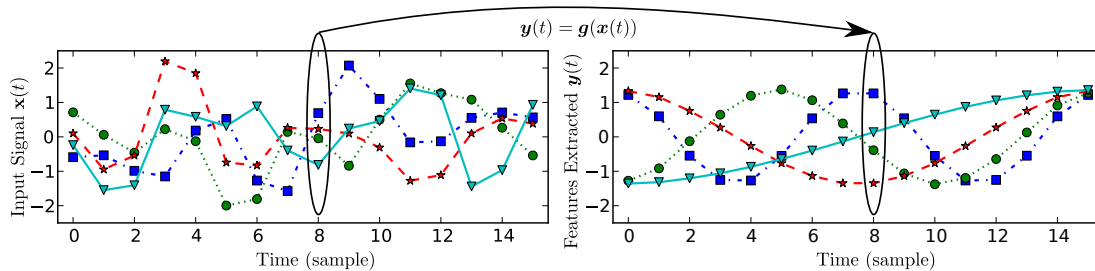 y(t) = g(x(t))
Input Signal x(t)
2
1
0
−1
−2
0 2 4 6 8 10 12 14
Time (sample)
Features Extracted y(t)
2
1
0
−1
−2
0 2 4 6 8 10 12 14
Time (sample)